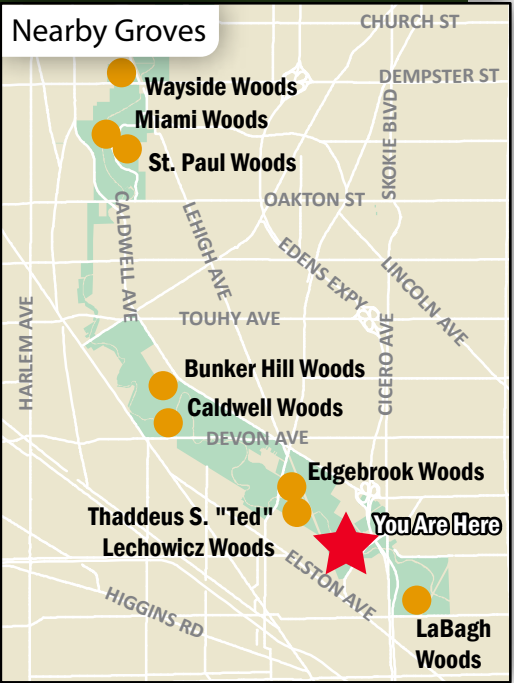 Nearby Groves
CHURCH ST
DEMPSTER ST
Wayside Woods
Miami Woods
SKOKIE BLVD
St. Paul Woods
OAKTON ST
CALDWELL AVE
LEHIGH AVE
EDENS EXPY
LINCOLN AVE
HARLEM AVE
TOUHY AVE
CICERO AVE
Bunker Hill Woods
Caldwell Woods
DEVON AVE
Edgebrook Woods
Thaddeus S. "Ted"
Lechowicz Woods
You Are Here
ELSTON AVE
HIGGINS RD
LaBagh
Woods